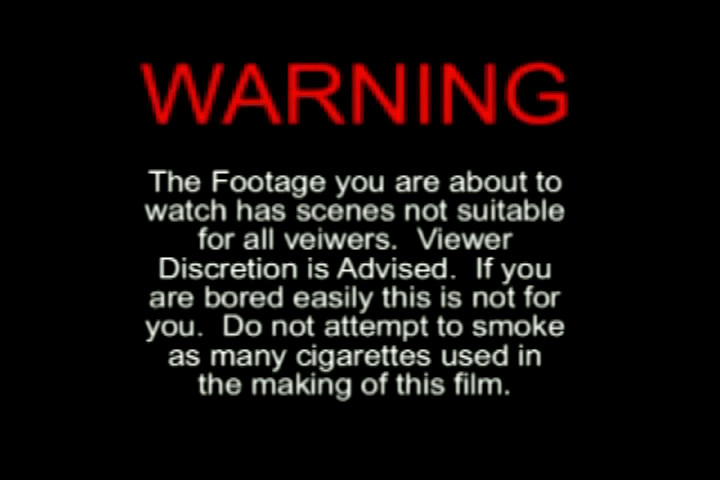 WARNING
The Footage you are about to
watch has scenes not suitable
for all veiwers.  Viewer
Discretion is Advised.  If you
are bored easily this is not for
you.  Do not attempt to smoke
as many cigarettes used in
the making of this film.